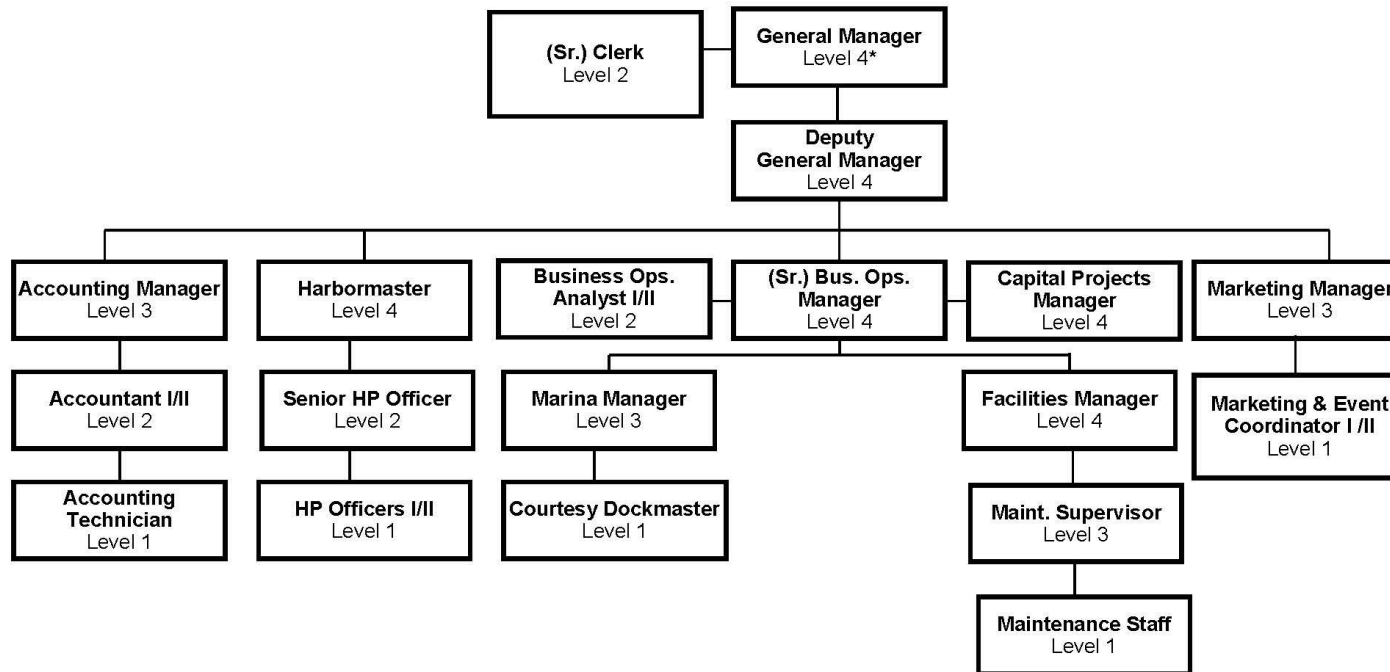 (Sr.) Clerk
Level 2
General Manager
Level 4*
Deputy
General Manager
Level 4
Accounting Manager
Level 3
Harbormaster
Level 4
Business Ops.
Analyst I/II
Level 2
(Sr.) Bus. Ops.
Manager
Level 4
Capital Projects
Manager
Level 4
Marketing Manager
Level 3
Accountant I/II
Level 2
Senior HP Officer
Level 2
Marina Manager
Level 3
Facilities Manager
Level 4
Marketing & Event
Coordinator I /II
Level 1
Accounting
Technician
Level 1
HP Officers I/II
Level 1
Courtesy Dockmaster
Level 1
Maint. Supervisor
Level 3
Maintenance Staff
Level 1